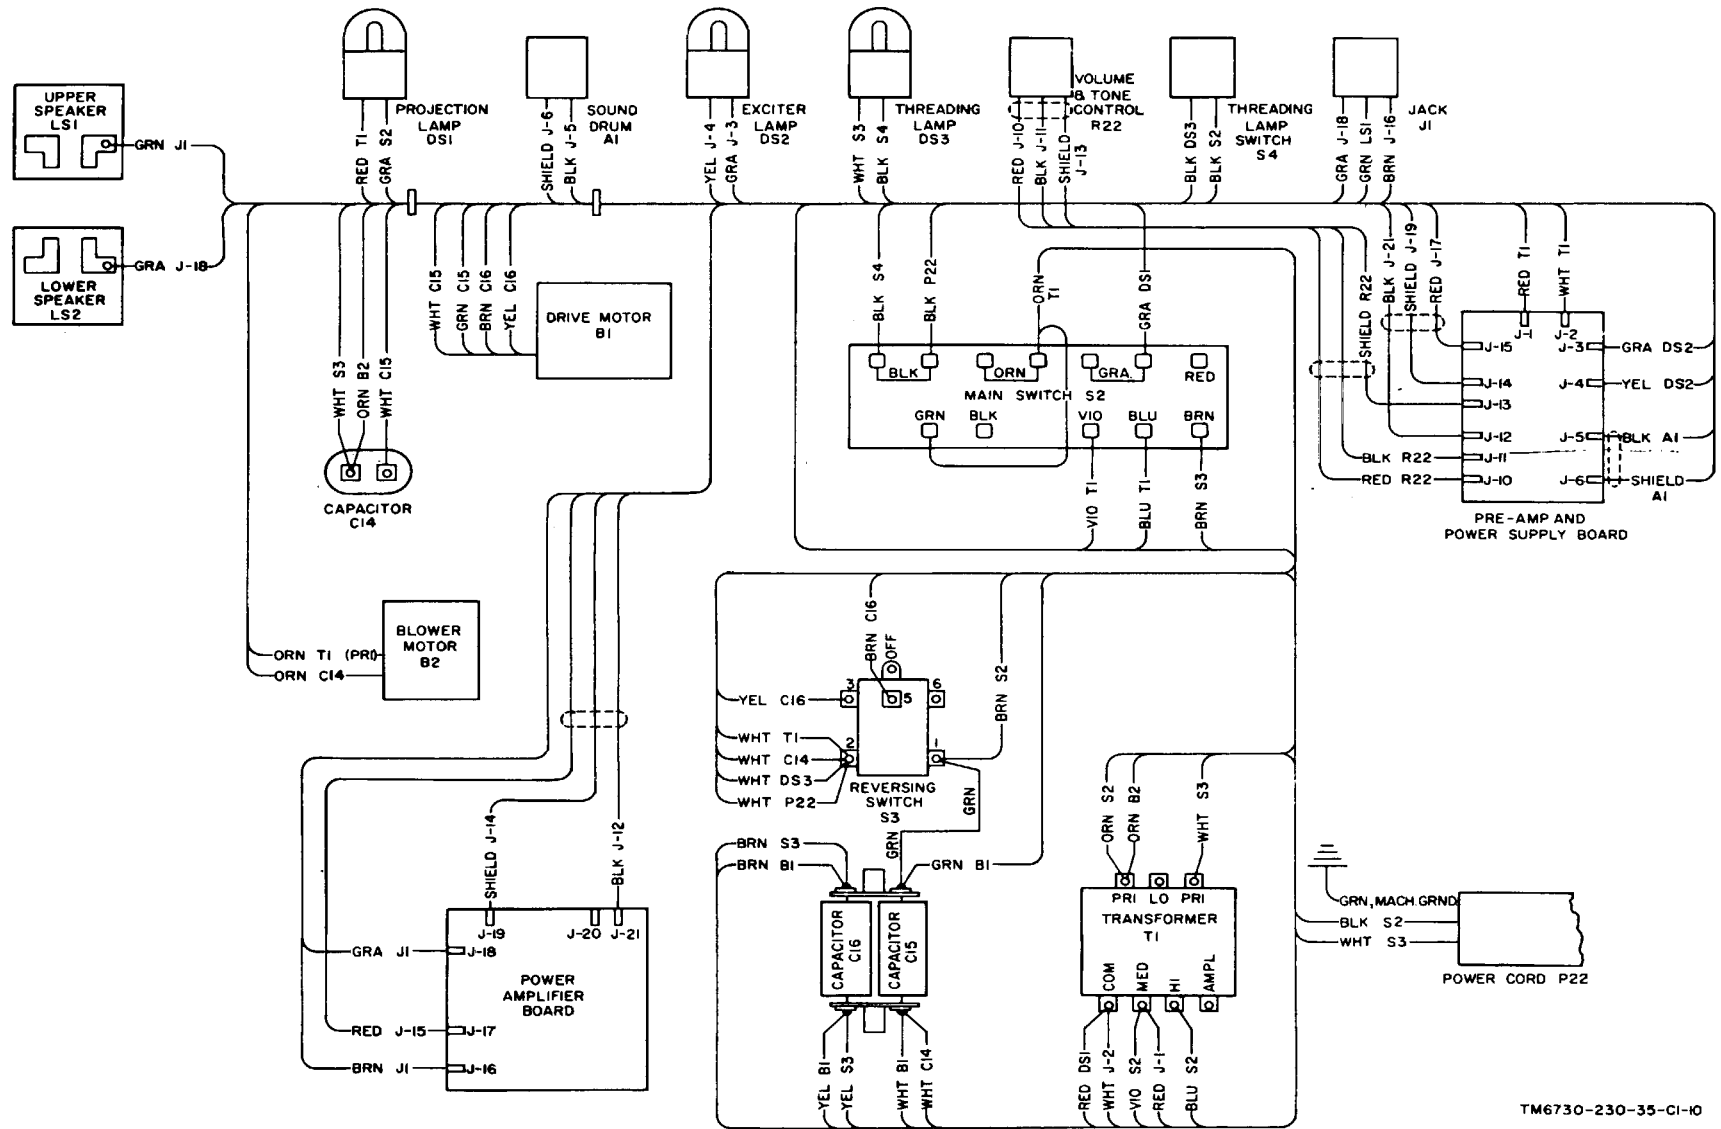 UPPER
SPEAKER
LS1
GRN J1
LOWER
SPEAKER
LS2
GRA J-18
RED T1
GRA S2
PROJECTION
LAMP
DS1
SHIELD J-6
BLK J-5
SOUND
DRUM
A1
YEL J-4
GRA J-3
EXCITER
LAMP
DS2
WHT S3
BLK S4
THREADING
LAMP
DS3
RED J-10
BLK J-11
SHIELD
J-13
VOLUME
& TONE
CONTROL
R22
BLK DS3
BLK S2
THREADING
LAMP
SWITCH
S4
GRA J-18
GRN LS1
BRN J-16
JACK
J1
WHT S3
ORN B2
WHT C15
CAPACITOR
C14
WHT C15
GRN C15
BRN C16
YEL C16
DRIVE MOTOR
B1
BLK S4
BLK P22
ORN
T1
GRA DS1
BLK
ORN
GRA.
RED
MAIN SWITCH S2
GRN
BLK
VIO
BLU
BRN
VIO T1
BLU T1
BRN S3
SHIELD R22
BLK J-21
SHIELD J-19
RED J-17
RED T1
WHT T1
J-1
J-2
J-15
J-3
GRA DS2
J-14
J-4
YEL DS2
J-13
J-12
J-5
BLK A1
BLK R22
J-11
RED R22
J-10
J-6
SHIELD
A1
PRE-AMP AND
POWER SUPPLY BOARD
BLOWER
MOTOR
B2
ORN T1 (PRI)
ORN C14
BRN C16
OFF
BRN S2
3
5
6
2
1
YEL C16
WHT T1
WHT C14
WHT DS3
WHT P22
REVERSING
SWITCH
S3
GRN
GRN
BRN S3
BRN B1
GRN B1
CAPACITOR
C16
CAPACITOR
C15
YEL B1
YEL S3
WHT B1
WHT C14
ORN S2
ORN B2
WHT S3
PRI LO PRI
TRANSFORMER
T1
COM
MED
HI
AMPL
RED DS1
WHT J-2
VIO S2
RED J-1
BLU S2
GRN, MACH. GRND
BLK S2
WHT S3
POWER CORD P22
SHIELD J-14
BLK J-12
J-19
J-20
J-21
GRA J1
J-18
POWER
AMPLIFIER
BOARD
RED J-15
J-17
BRN J1
J-16
TM6730-230-35-C1-10